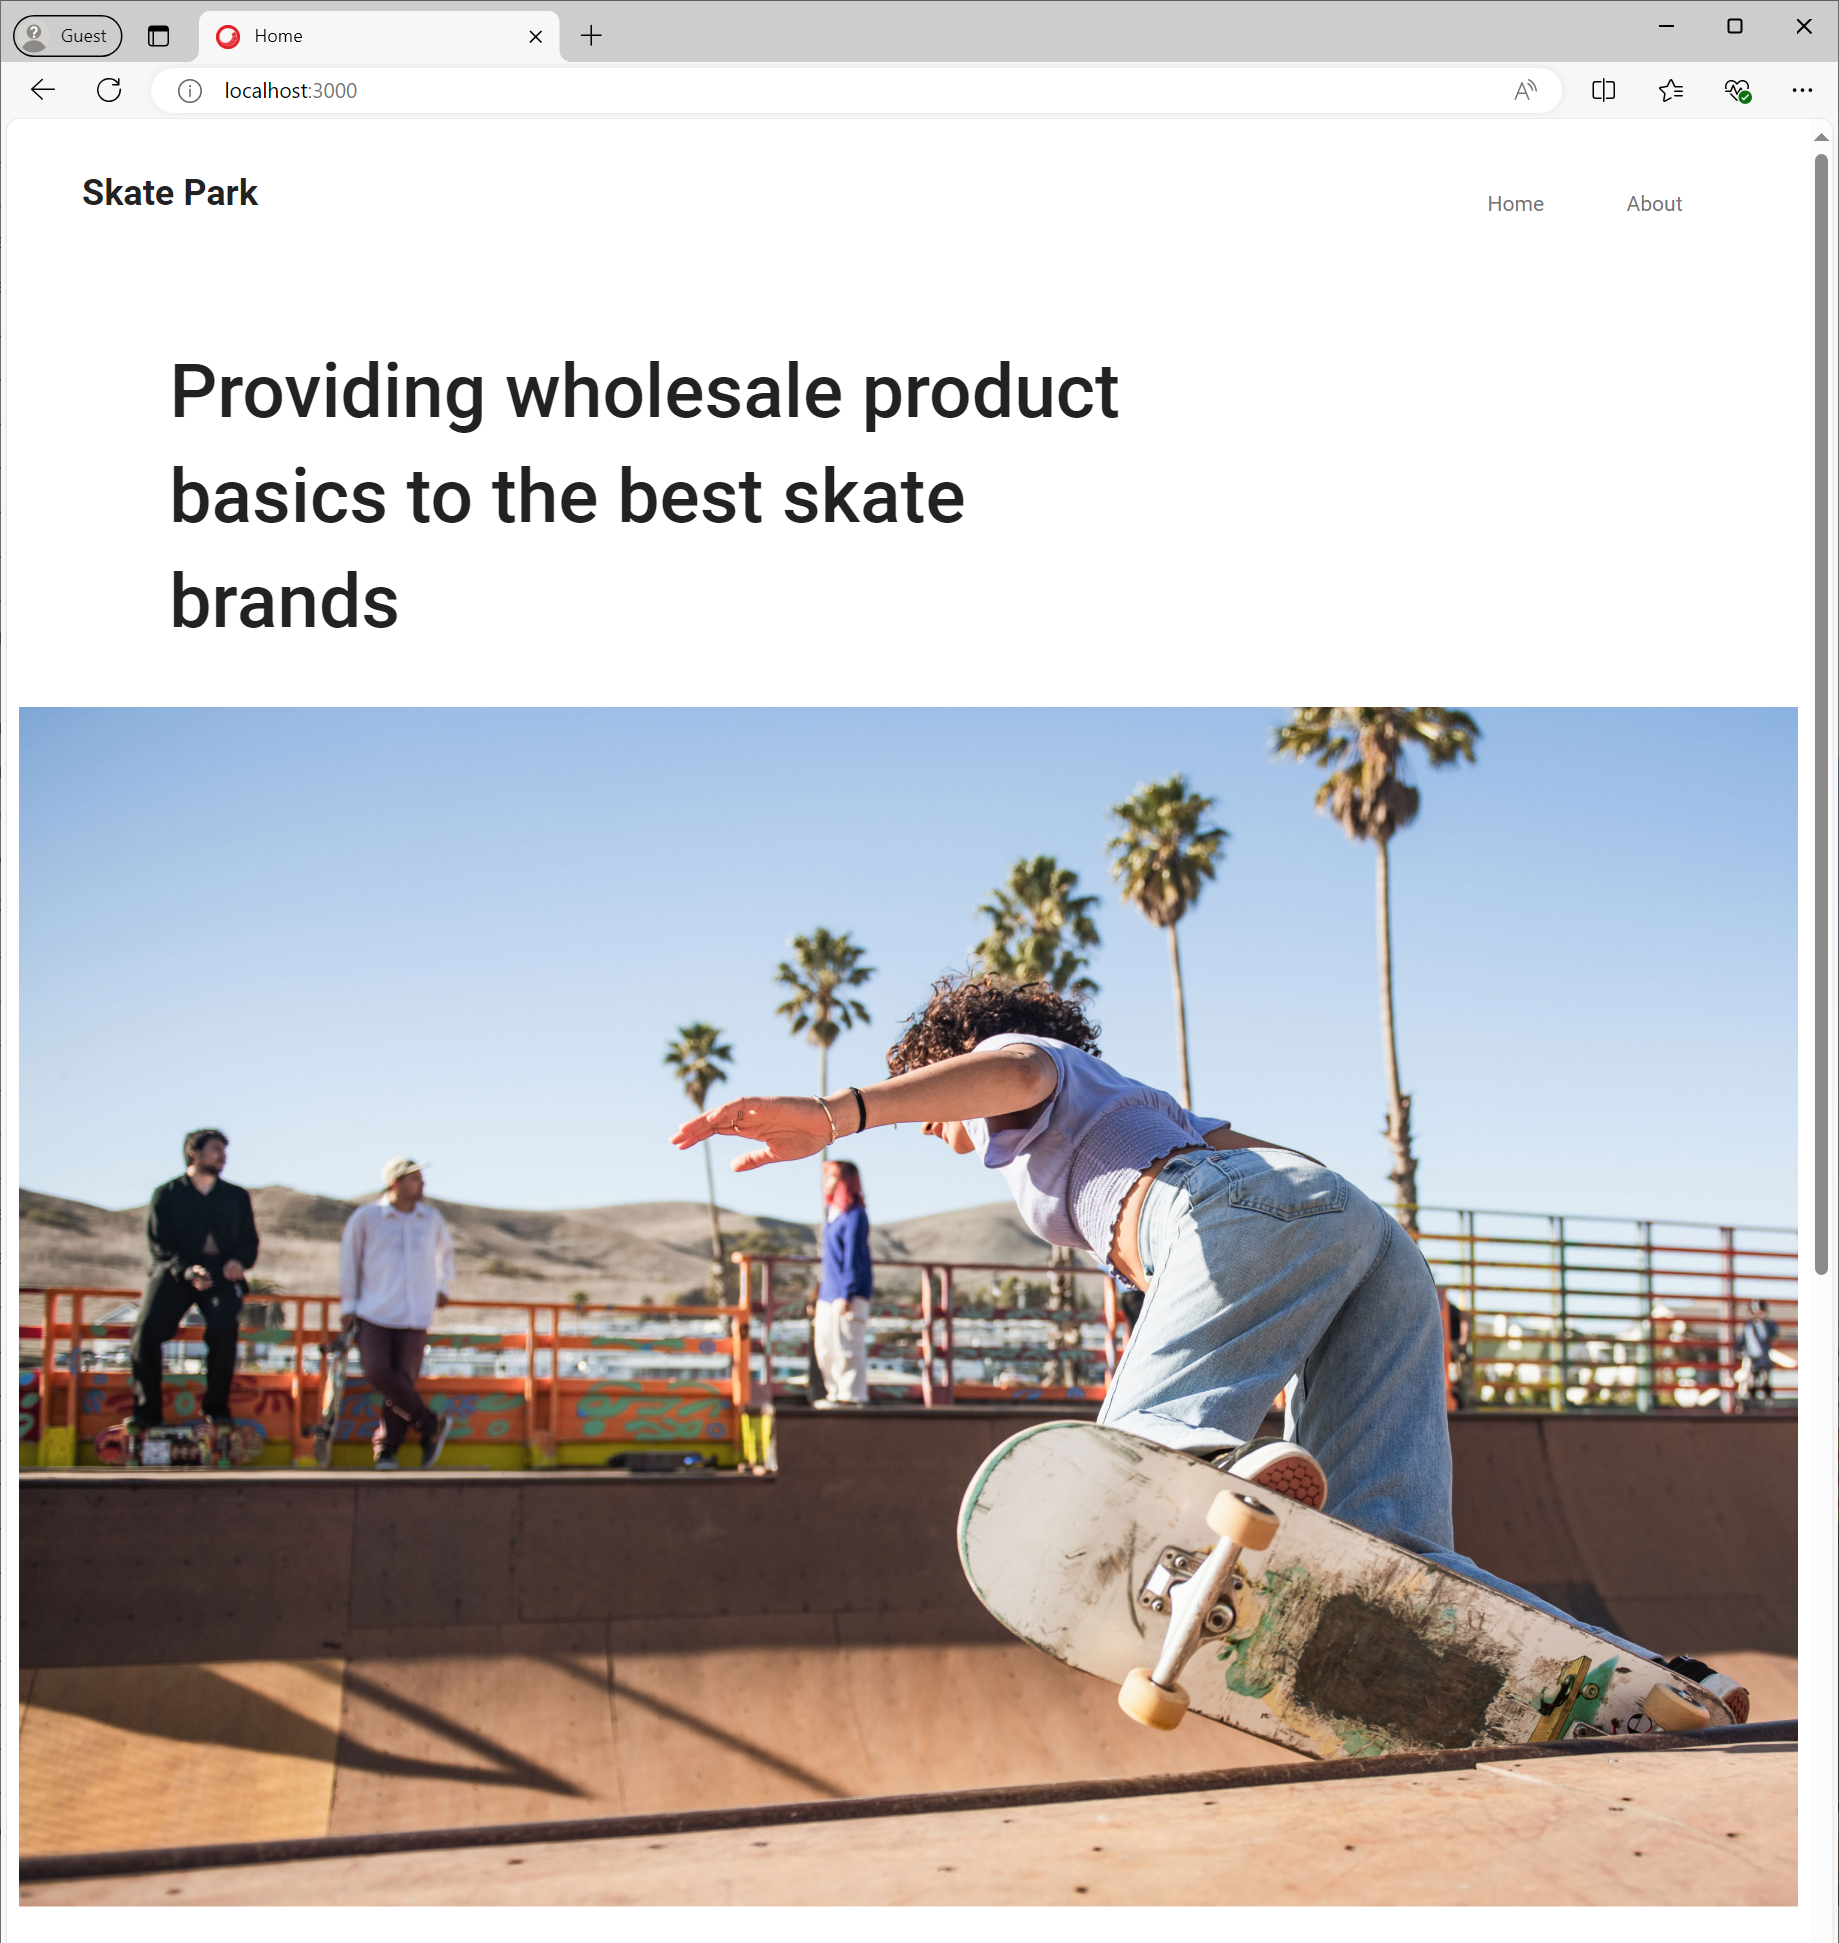 Guest
Home
localhost:3000
Skate Park
Home
About
Providing wholesale product
basics to the best skate
brands